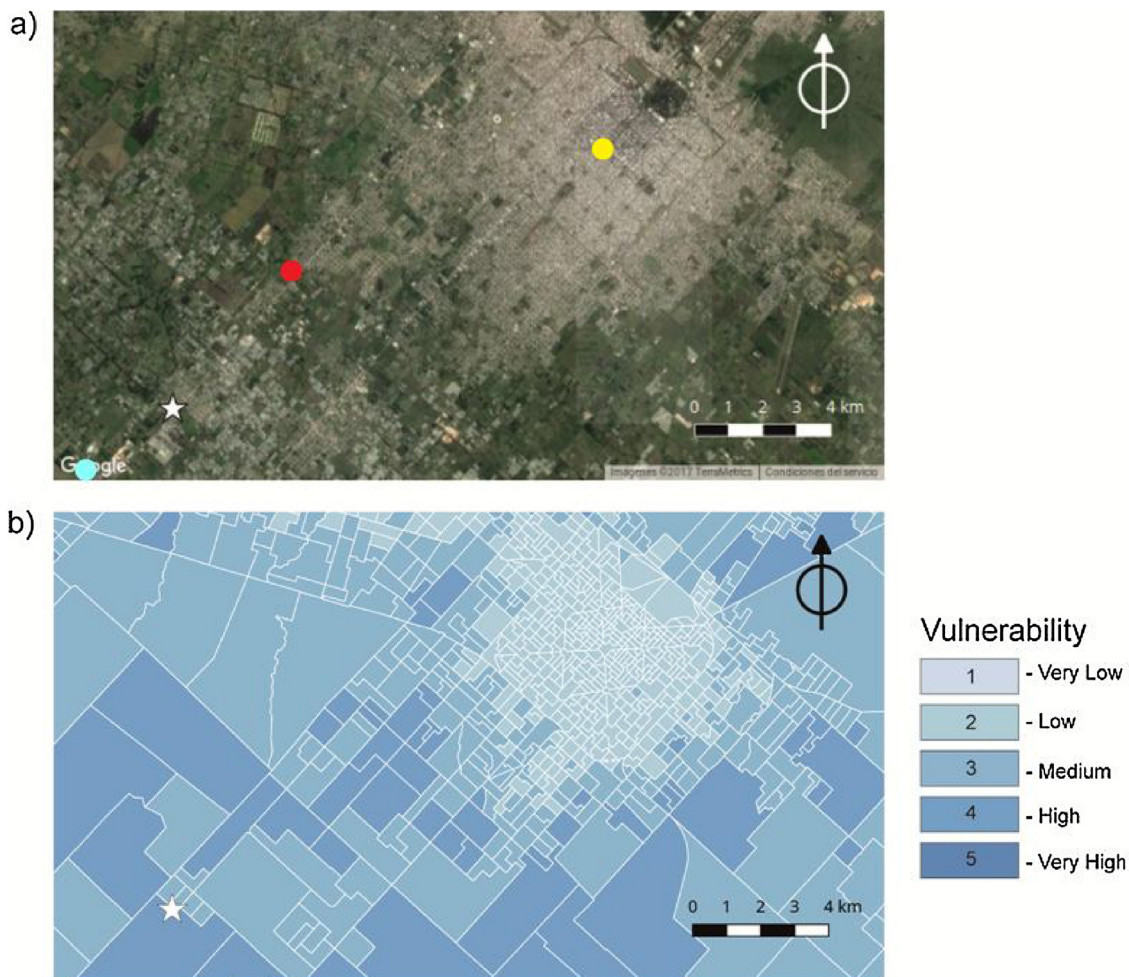 a)
0 1 2 3 4 km
Google
Imágenes ©2017 TerraMetrics
Condiciones del servicio
b)
0 1 2 3 4 km
Vulnerability
1 - Very Low
2 - Low
3 - Medium
4 - High
5 - Very High